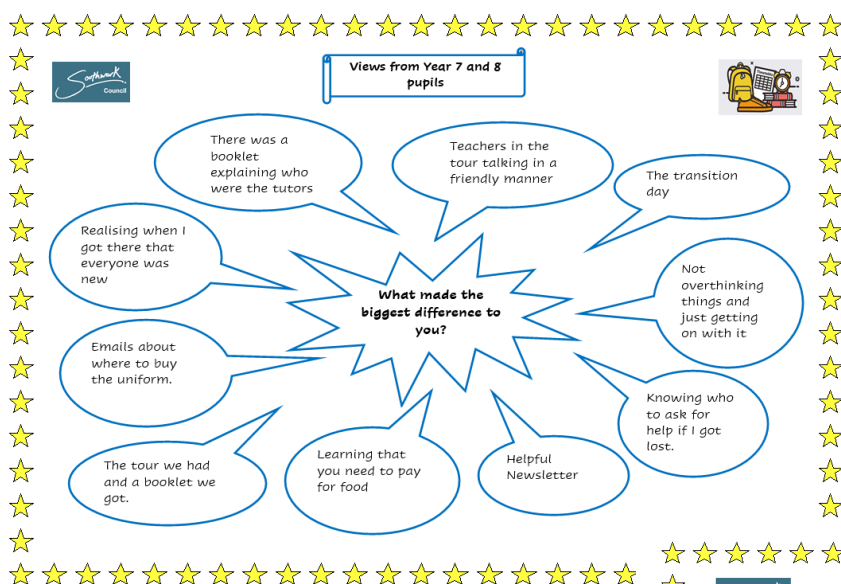 Southwark
Council
Views from Year 7 and 8
pupils
There was a
booklet
explaining who
were the tutors
Teachers in the
tour talking in a
friendly manner
The transition
day
Realising when I
got there that
everyone was
new
Not
overthinking
things and
just getting
on with it
What made the
biggest difference to
you?
Emails about
where to buy
the uniform.
Knowing who
to ask for
help if I got
lost.
The tour we had
and a booklet we
got.
Learning that
you need to pay
for food
Helpful
Newsletter